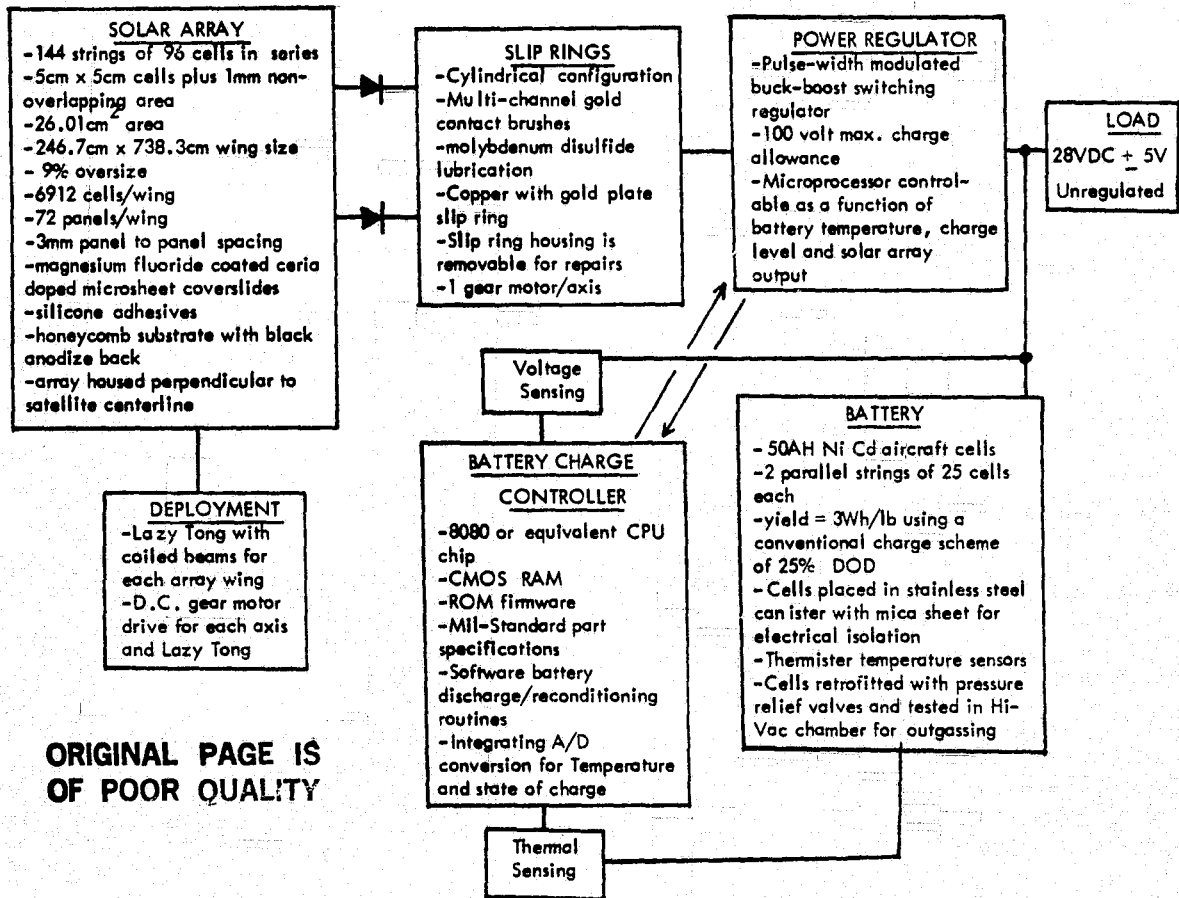 SOLAR ARRAY
-144 strings of 96 cells in series
-5cm x 5cm cells plus 1mm non-
overlapping area
-26.01cm² area
-246.7cm x 738.3cm wing size
- 9% oversize
-6912 cells/wing
-72 panels/wing
-3mm panel to panel spacing
-magnesium fluoride coated ceria
doped microsheet coverslides
-silicone adhesives
-honeycomb substrate with black
anodize back
-array housed perpendicular to
satellite centerline
SLIP RINGS
-Cylindrical configuration
-Multi-channel gold
contact brushes
-molybdenum disulfide
lubrication
-Copper with gold plate
slip ring
-Slip ring housing is
removable for repairs
-1 gear motor/axis
POWER REGULATOR
-Pulse-width modulated
buck-boost switching
regulator
-100 volt max. charge
allowance
-Microprocessor control-
able as a function of
battery temperature, charge
level and solar array
output
LOAD
28VDC ± 5V
Unregulated
Voltage
Sensing
DEPLOYMENT
-Lazy Tong with
coiled beams for
each array wing
-D.C. gear motor
drive for each axis
and Lazy Tong
BATTERY CHARGE
CONTROLLER
-8080 or equivalent CPU
chip
-CMOS RAM
-ROM firmware
-Mil-Standard part
specifications
-Software battery
discharge/reconditioning
routines
-Integrating A/D
conversion for Temperature
and state of charge
BATTERY
-50AH Ni Cd aircraft cells
-2 parallel strings of 25 cells
each
-yield = 3Wh/lb using a
conventional charge scheme
of 25% DOD
-Cells placed in stainless steel
canister with mica sheet for
electrical isolation
-Thermister temperature sensors
-Cells retrofitted with pressure
relief valves and tested in Hi-
Vac chamber for outgassing
Thermal
Sensing
ORIGINAL PAGE IS
OF POOR QUALITY